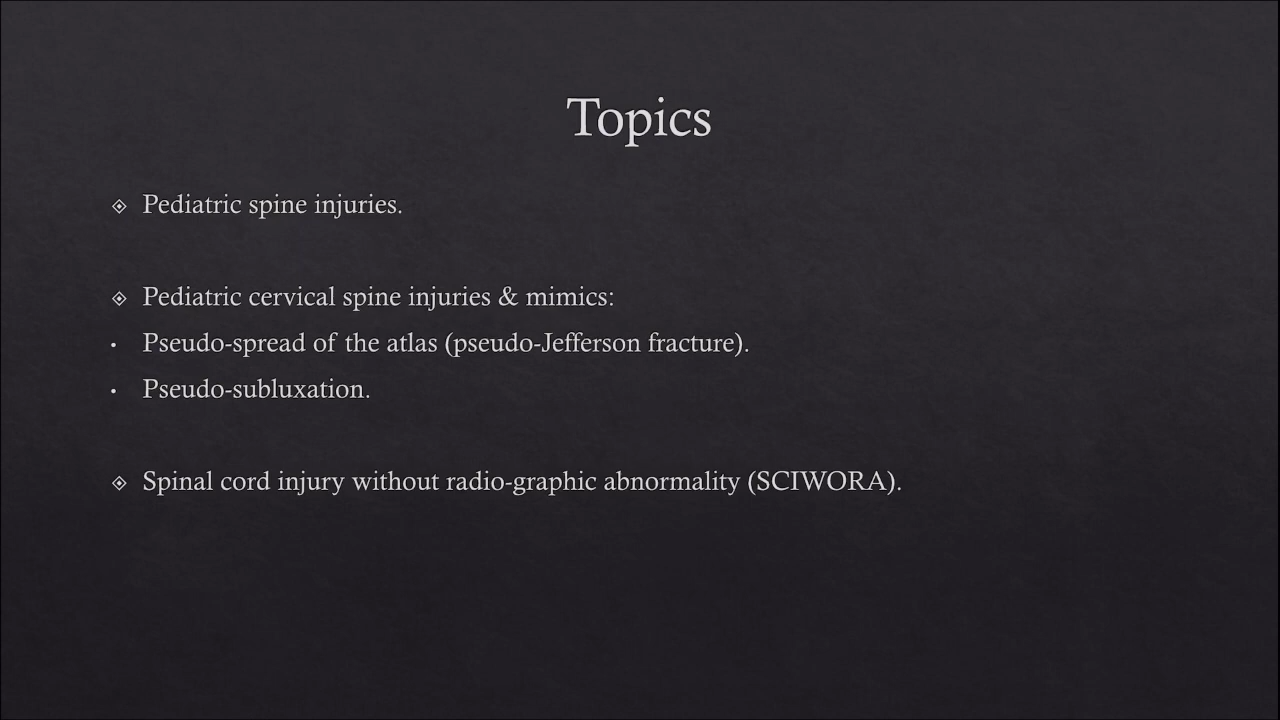 Topics
Pediatric spine injuries.
Pediatric cervical spine injuries & mimics:
Pseudo-spread of the atlas (pseudo-Jefferson fracture).
Pseudo-subluxation.
Spinal cord injury without radio-graphic abnormality (SCIWORA).